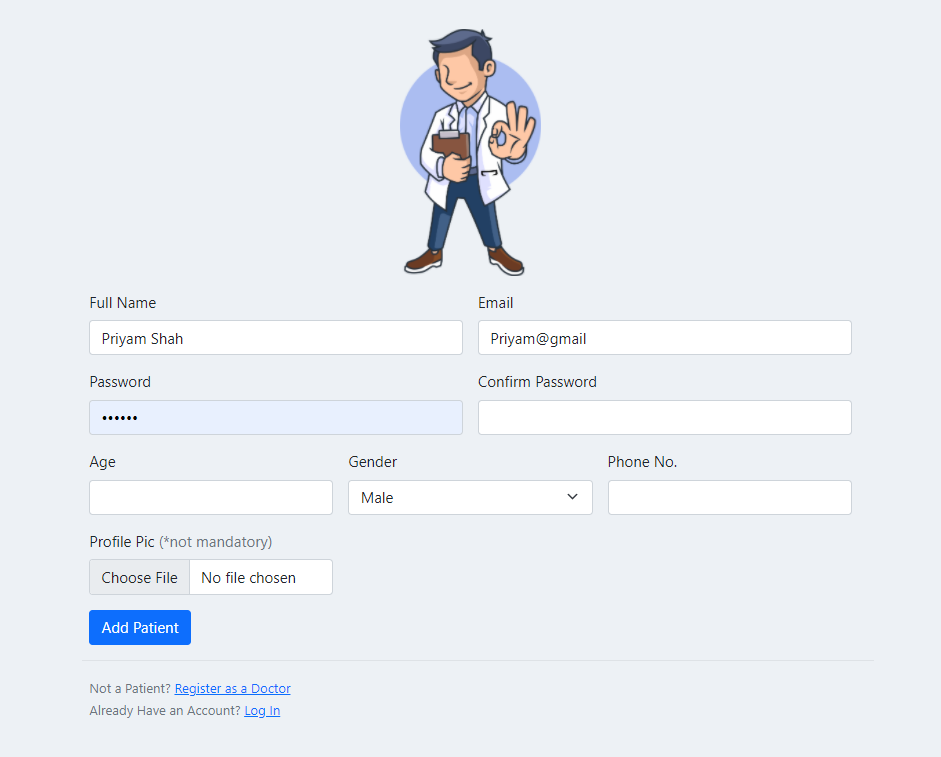 Full Name Email
Priyam Shah Priyam@gmail
Password Confirm Password
••••••
Age Gender Phone No.
Male
Profile Pic (*not mandatory)
Choose File No file chosen
Add Patient
Not a Patient? Register as a Doctor
Already Have an Account? Log In